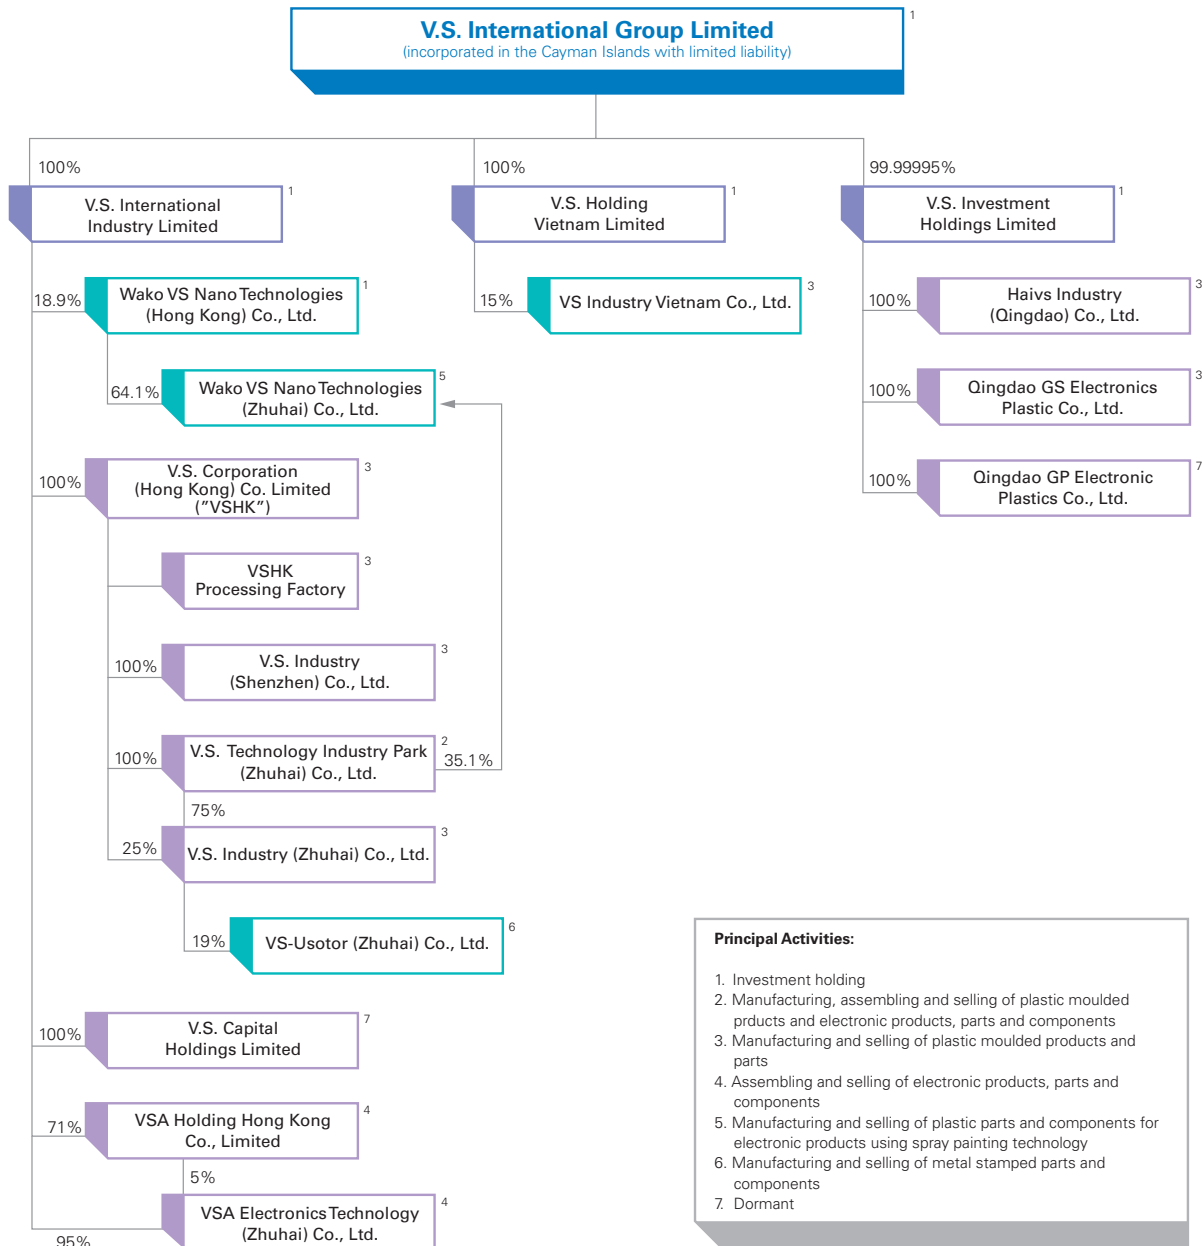 V.S. International Group Limited
1
(incorporated in the Cayman Islands with limited liability)
100%
100%
99.99995%
V.S. International
Industry Limited
1
V.S. Holding
Vietnam Limited
1
V.S. Investment
Holdings Limited
1
18.9%
Wako VS Nano Technologies
(Hong Kong) Co., Ltd.
1
15%
VS Industry Vietnam Co., Ltd.
3
100%
Haivs Industry
(Qingdao) Co., Ltd.
3
64.1%
Wako VS Nano Technologies
(Zhuhai) Co., Ltd.
5
100%
Qingdao GS Electronics
Plastic Co., Ltd.
3
100%
V.S. Corporation
(Hong Kong) Co. Limited
("VSHK")
3
100%
Qingdao GP Electronic
Plastics Co., Ltd.
7
VSHK
Processing Factory
3
100%
V.S. Industry
(Shenzhen) Co., Ltd.
3
100%
V.S. Technology Industry Park
(Zhuhai) Co., Ltd.
2
35.1%
75%
25%
V.S. Industry (Zhuhai) Co., Ltd.
3
19%
VS-Usotor (Zhuhai) Co., Ltd.
6
100%
V.S. Capital
Holdings Limited
7
71%
VSA Holding Hong Kong
Co., Limited
4
5%
95%
VSA Electronics Technology
(Zhuhai) Co., Ltd.
4
Principal Activities:
1. Investment holding
2. Manufacturing, assembling and selling of plastic moulded
prducts and electronic products, parts and components
3. Manufacturing and selling of plastic moulded products and
parts
4. Assembling and selling of electronic products, parts and
components
5. Manufacturing and selling of plastic parts and components for
electronic products using spray painting technology
6. Manufacturing and selling of metal stamped parts and
components
7. Dormant